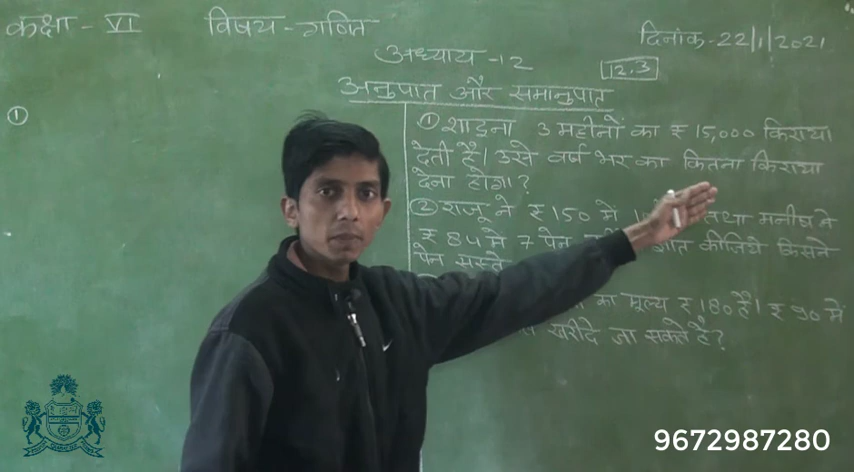 कक्षा - VI
विषय - गणित
दिनांक - 22/1/2021
अध्याय - 12
12.3
अनुपात और समानुपात
①
① शाइना 3 महीनों का ₹ 15,000 किराया
देती है। उसे वर्ष भर का कितना किराया
देना होगा?
② राजू ने ₹ 150 में मनीष ने
₹ 84 में 7 पेन कीजिये किसने
पेन सस्ते
का मूल्य ₹ 180 है। ₹ 90 में
खरीदे जा सकते हैं?
9672987280